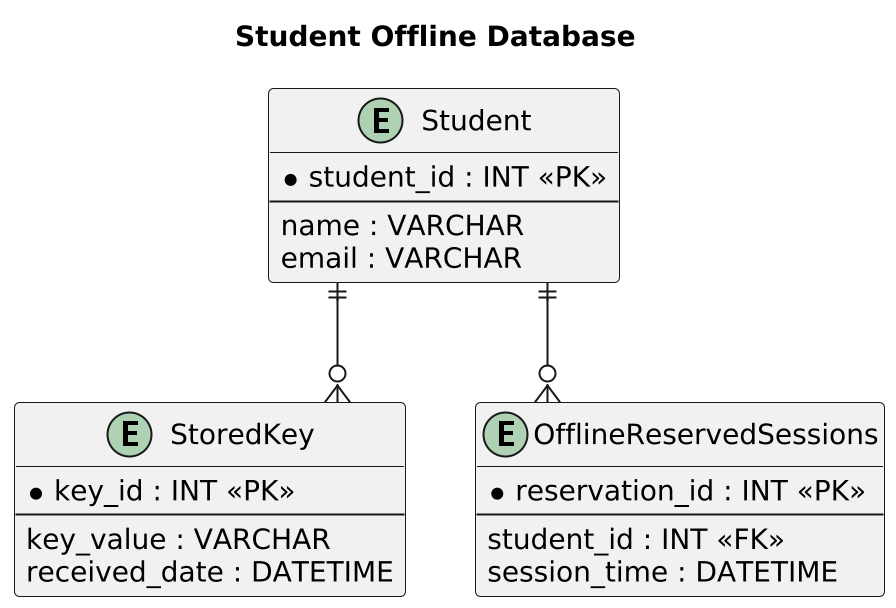 Student Offline Database
E Student
student_id : INT «PK»
name : VARCHAR
email : VARCHAR
E StoredKey
key_id : INT «PK»
key_value : VARCHAR
received_date : DATETIME
E OfflineReservedSessions
reservation_id : INT «PK»
student_id : INT «FK»
session_time : DATETIME